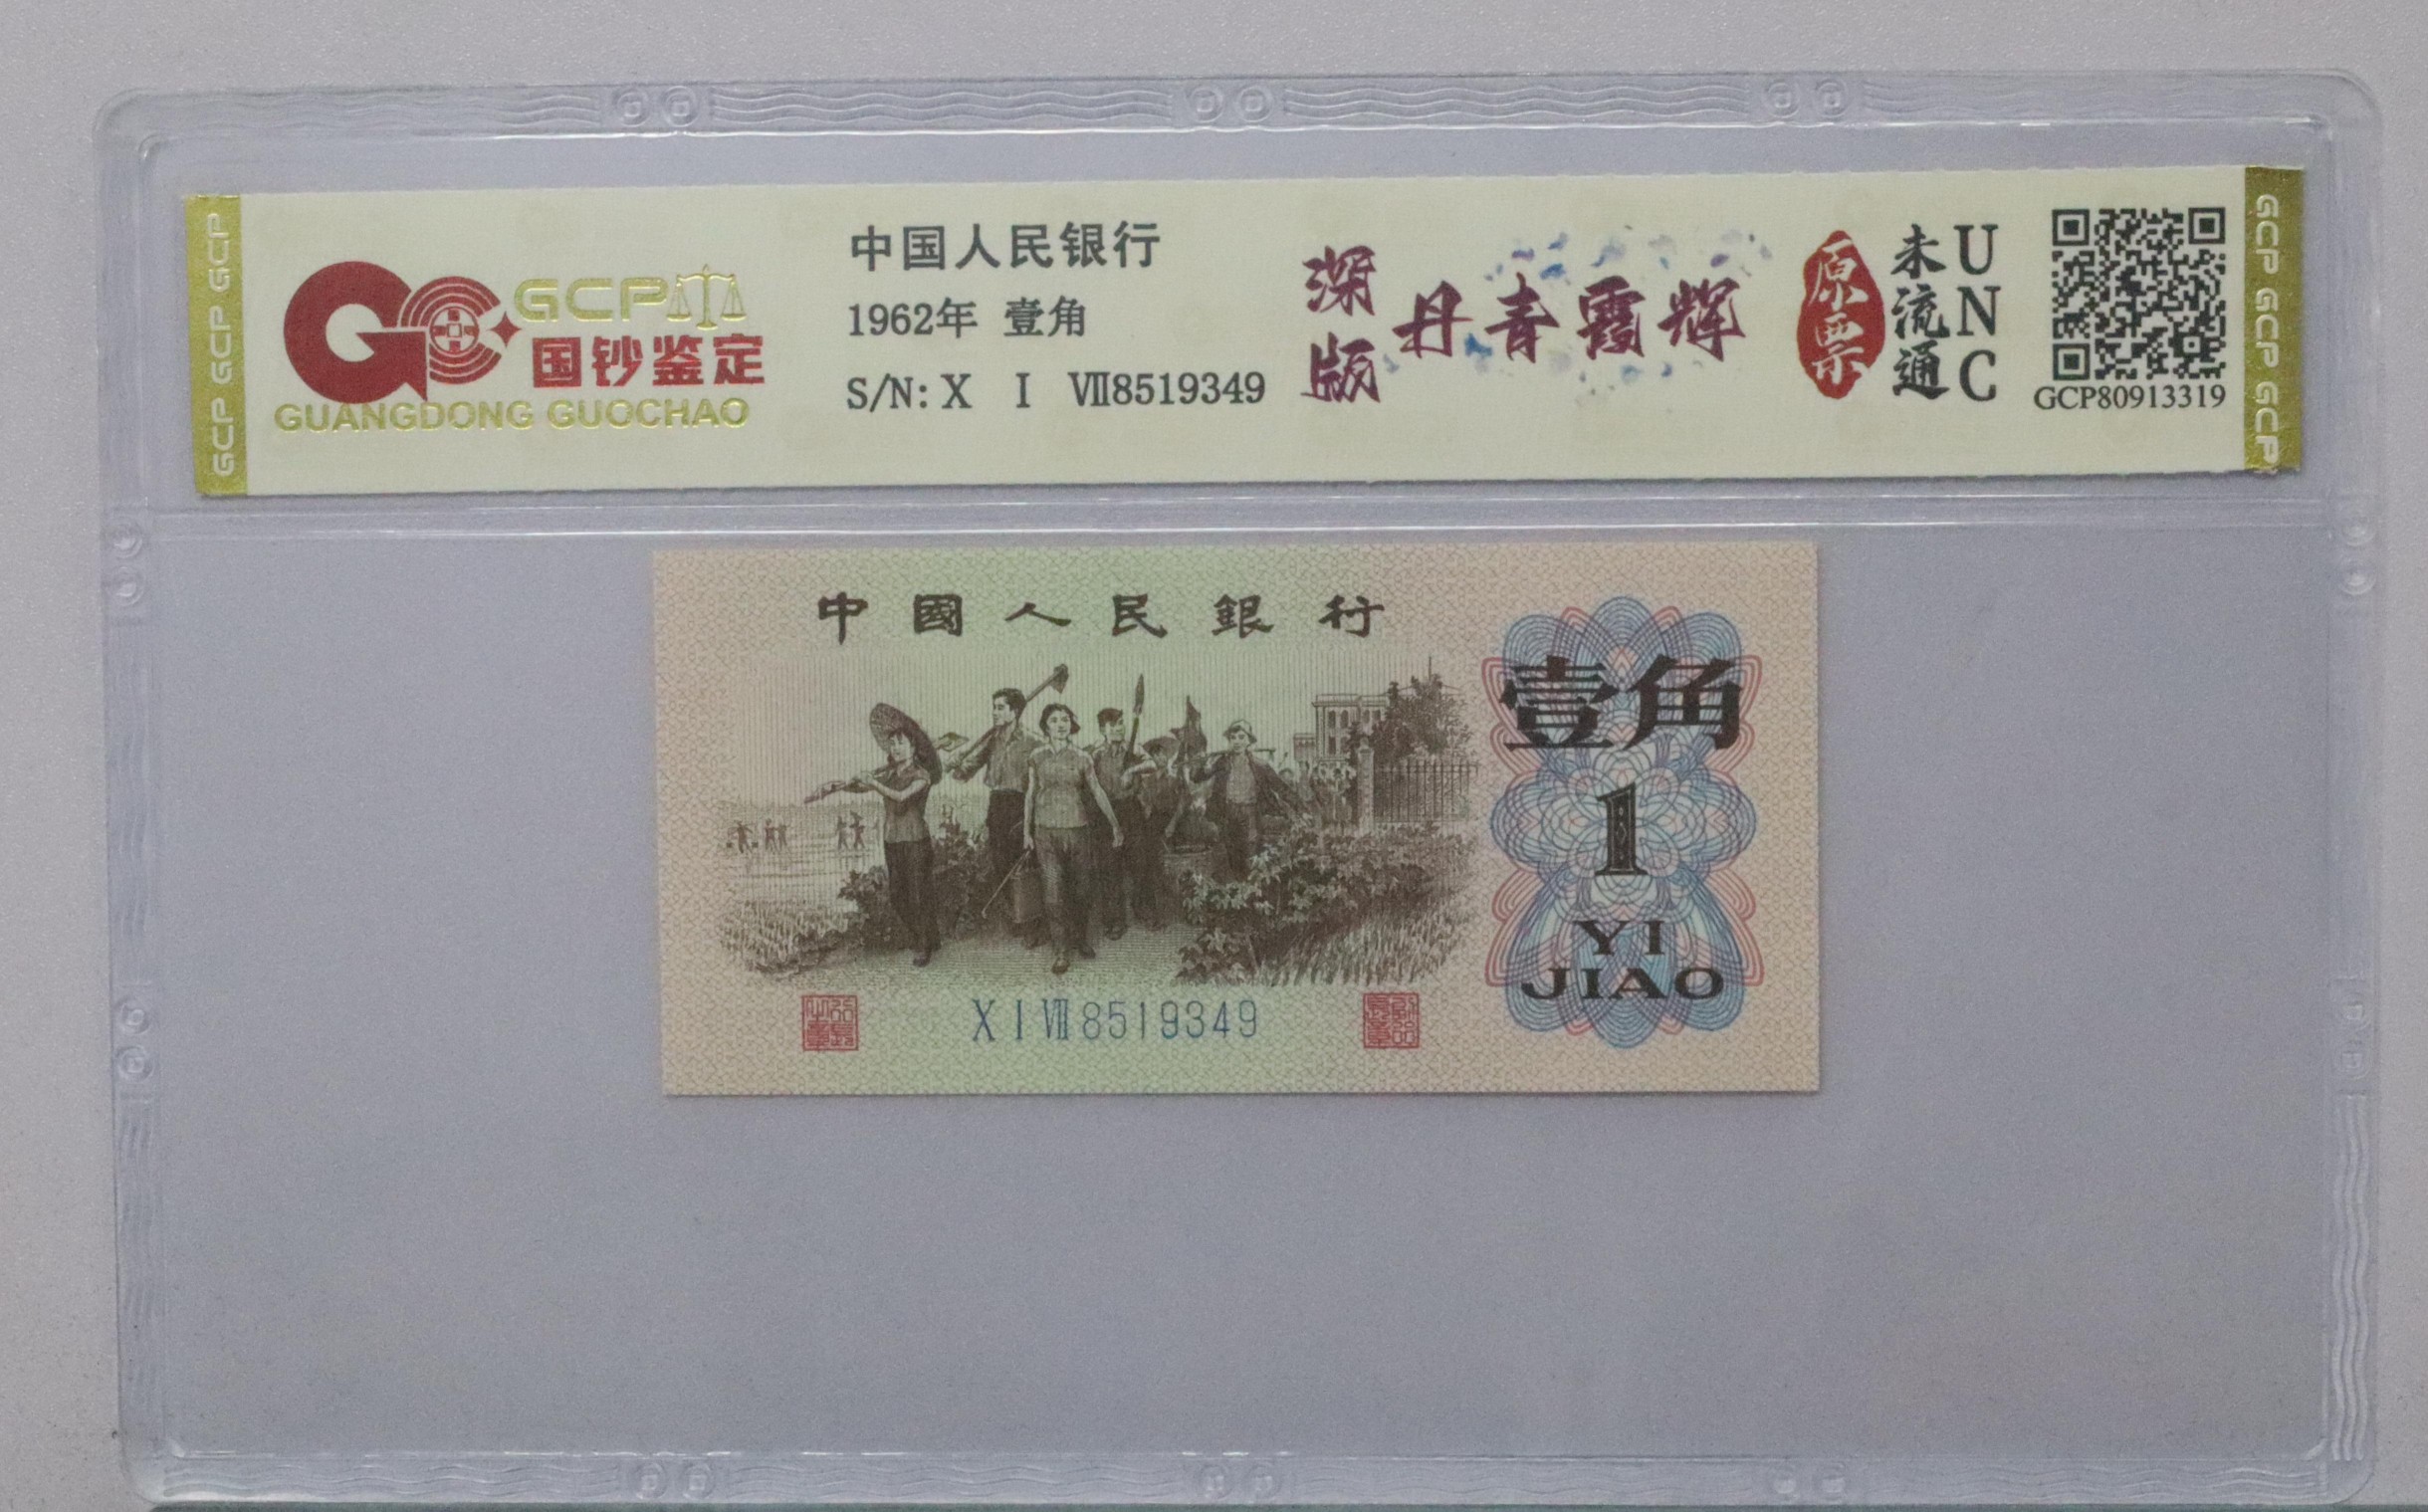 GCP GCP GCP
GCP
国钞鉴定
GUANGDONG GUOCHAO
中国人民银行
1962年 壹角
S/N: X I Ⅶ8519349
深版
丹青霞辉
原票
未流通
UNC
GCP80913319
GCP GCP GCP
中國人民銀行
壹角
1
YI
JIAO
X I Ⅷ 8519349